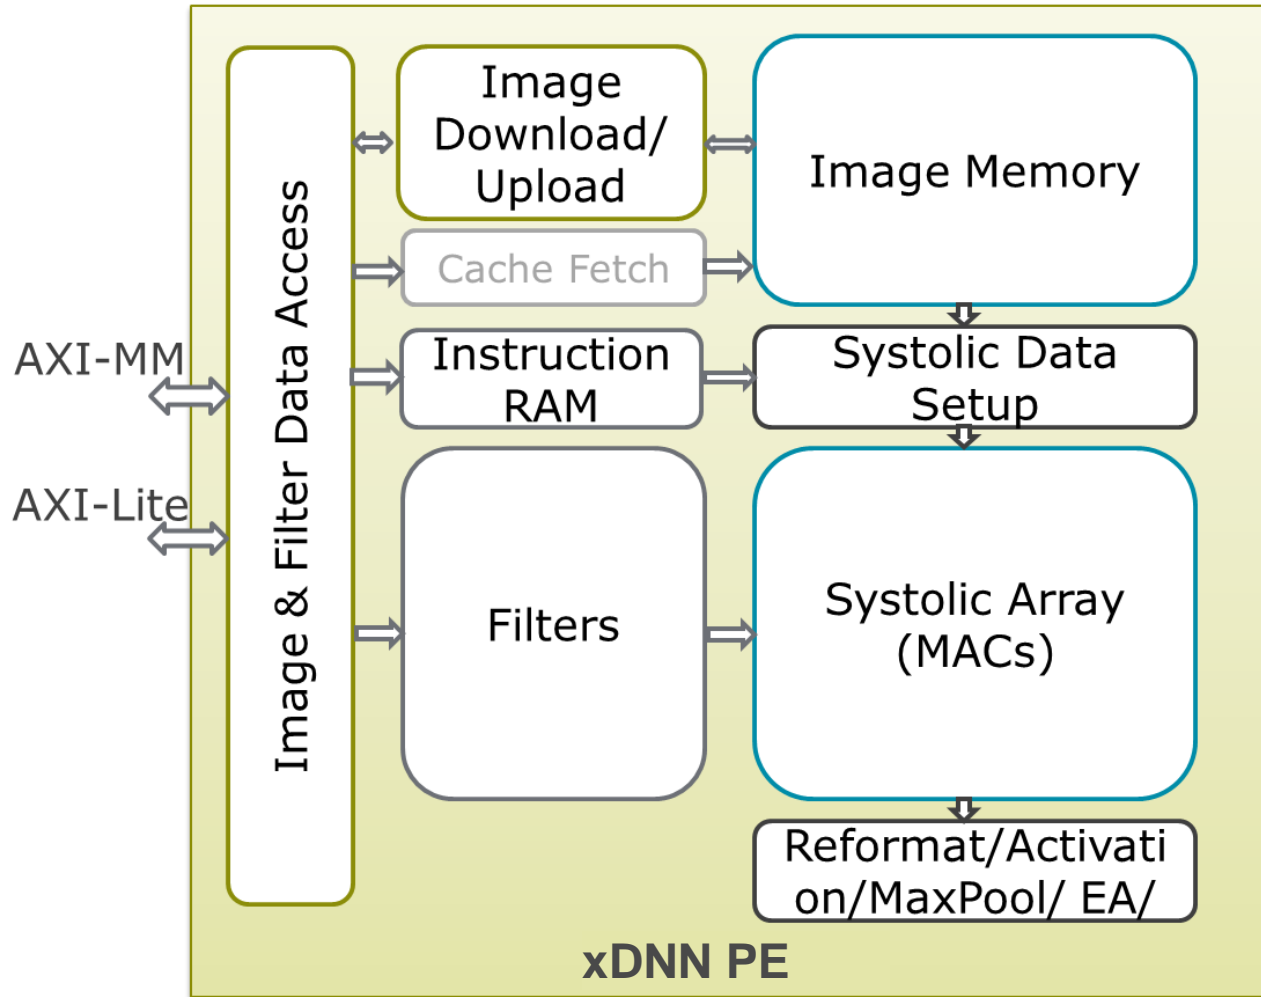 Image
Download/
Upload
Image Memory
Cache Fetch
Image & Filter Data Access
AXI-MM
Instruction
RAM
Systolic Data
Setup
AXI-Lite
Filters
Systolic Array
(MACs)
Reformat/Activati
on/MaxPool/ EA/
xDNN PE